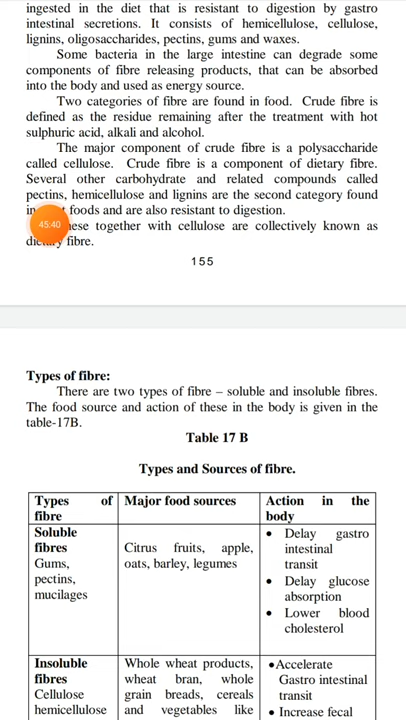 ingested in the diet that is resistant to digestion by gastro
intestinal secretions. It consists of hemicellulose, cellulose,
lignins, oligosaccharides, pectins, gums and waxes.
Some bacteria in the large intestine can degrade some
components of fibre releasing products, that can be absorbed
into the body and used as energy source.
Two categories of fibre are found in food. Crude fibre is
defined as the residue remaining after the treatment with hot
sulphuric acid, alkali and alcohol.
The major component of crude fibre is a polysaccharide
called cellulose. Crude fibre is a component of dietary fibre.
Several other carbohydrate and related compounds called
pectins, hemicellulose and lignins are the second category found
foods and are also resistant to digestion.
45:40
together with cellulose are collectively known as
fibre.
155
Types of fibre:
There are two types of fibre – soluble and insoluble fibres.
The food source and action of these in the body is given in the
table-17B.
Table 17 B
Types and Sources of fibre.
Types of fibre
Major food sources
Action in the body
Soluble
fibres
Gums,
pectins,
mucilages
Citrus fruits, apple,
oats, barley, legumes
• Delay gastro
intestinal
transit
• Delay glucose
absorption
• Lower blood
cholesterol
Insoluble
fibres
Cellulose
hemicellulose
Whole wheat products,
wheat bran, whole
grain breads, cereals
and vegetables like
•Accelerate
Gastro intestinal
transit
• Increase fecal